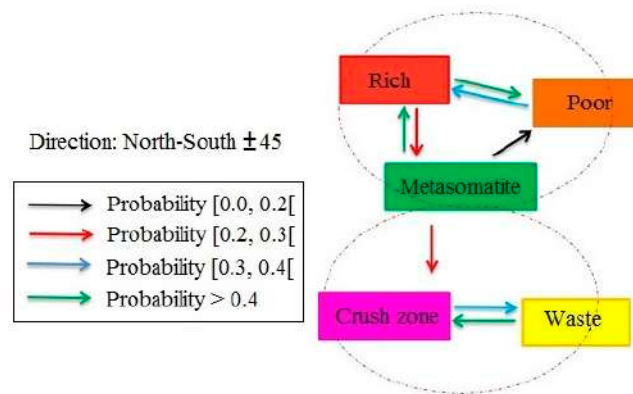 Rich
Poor
Direction: North-South ±45
Metasomatite
Probability [0.0, 0.2[
Probability [0.2, 0.3[
Probability [0.3, 0.4[
Probability > 0.4
Crush zone
Waste